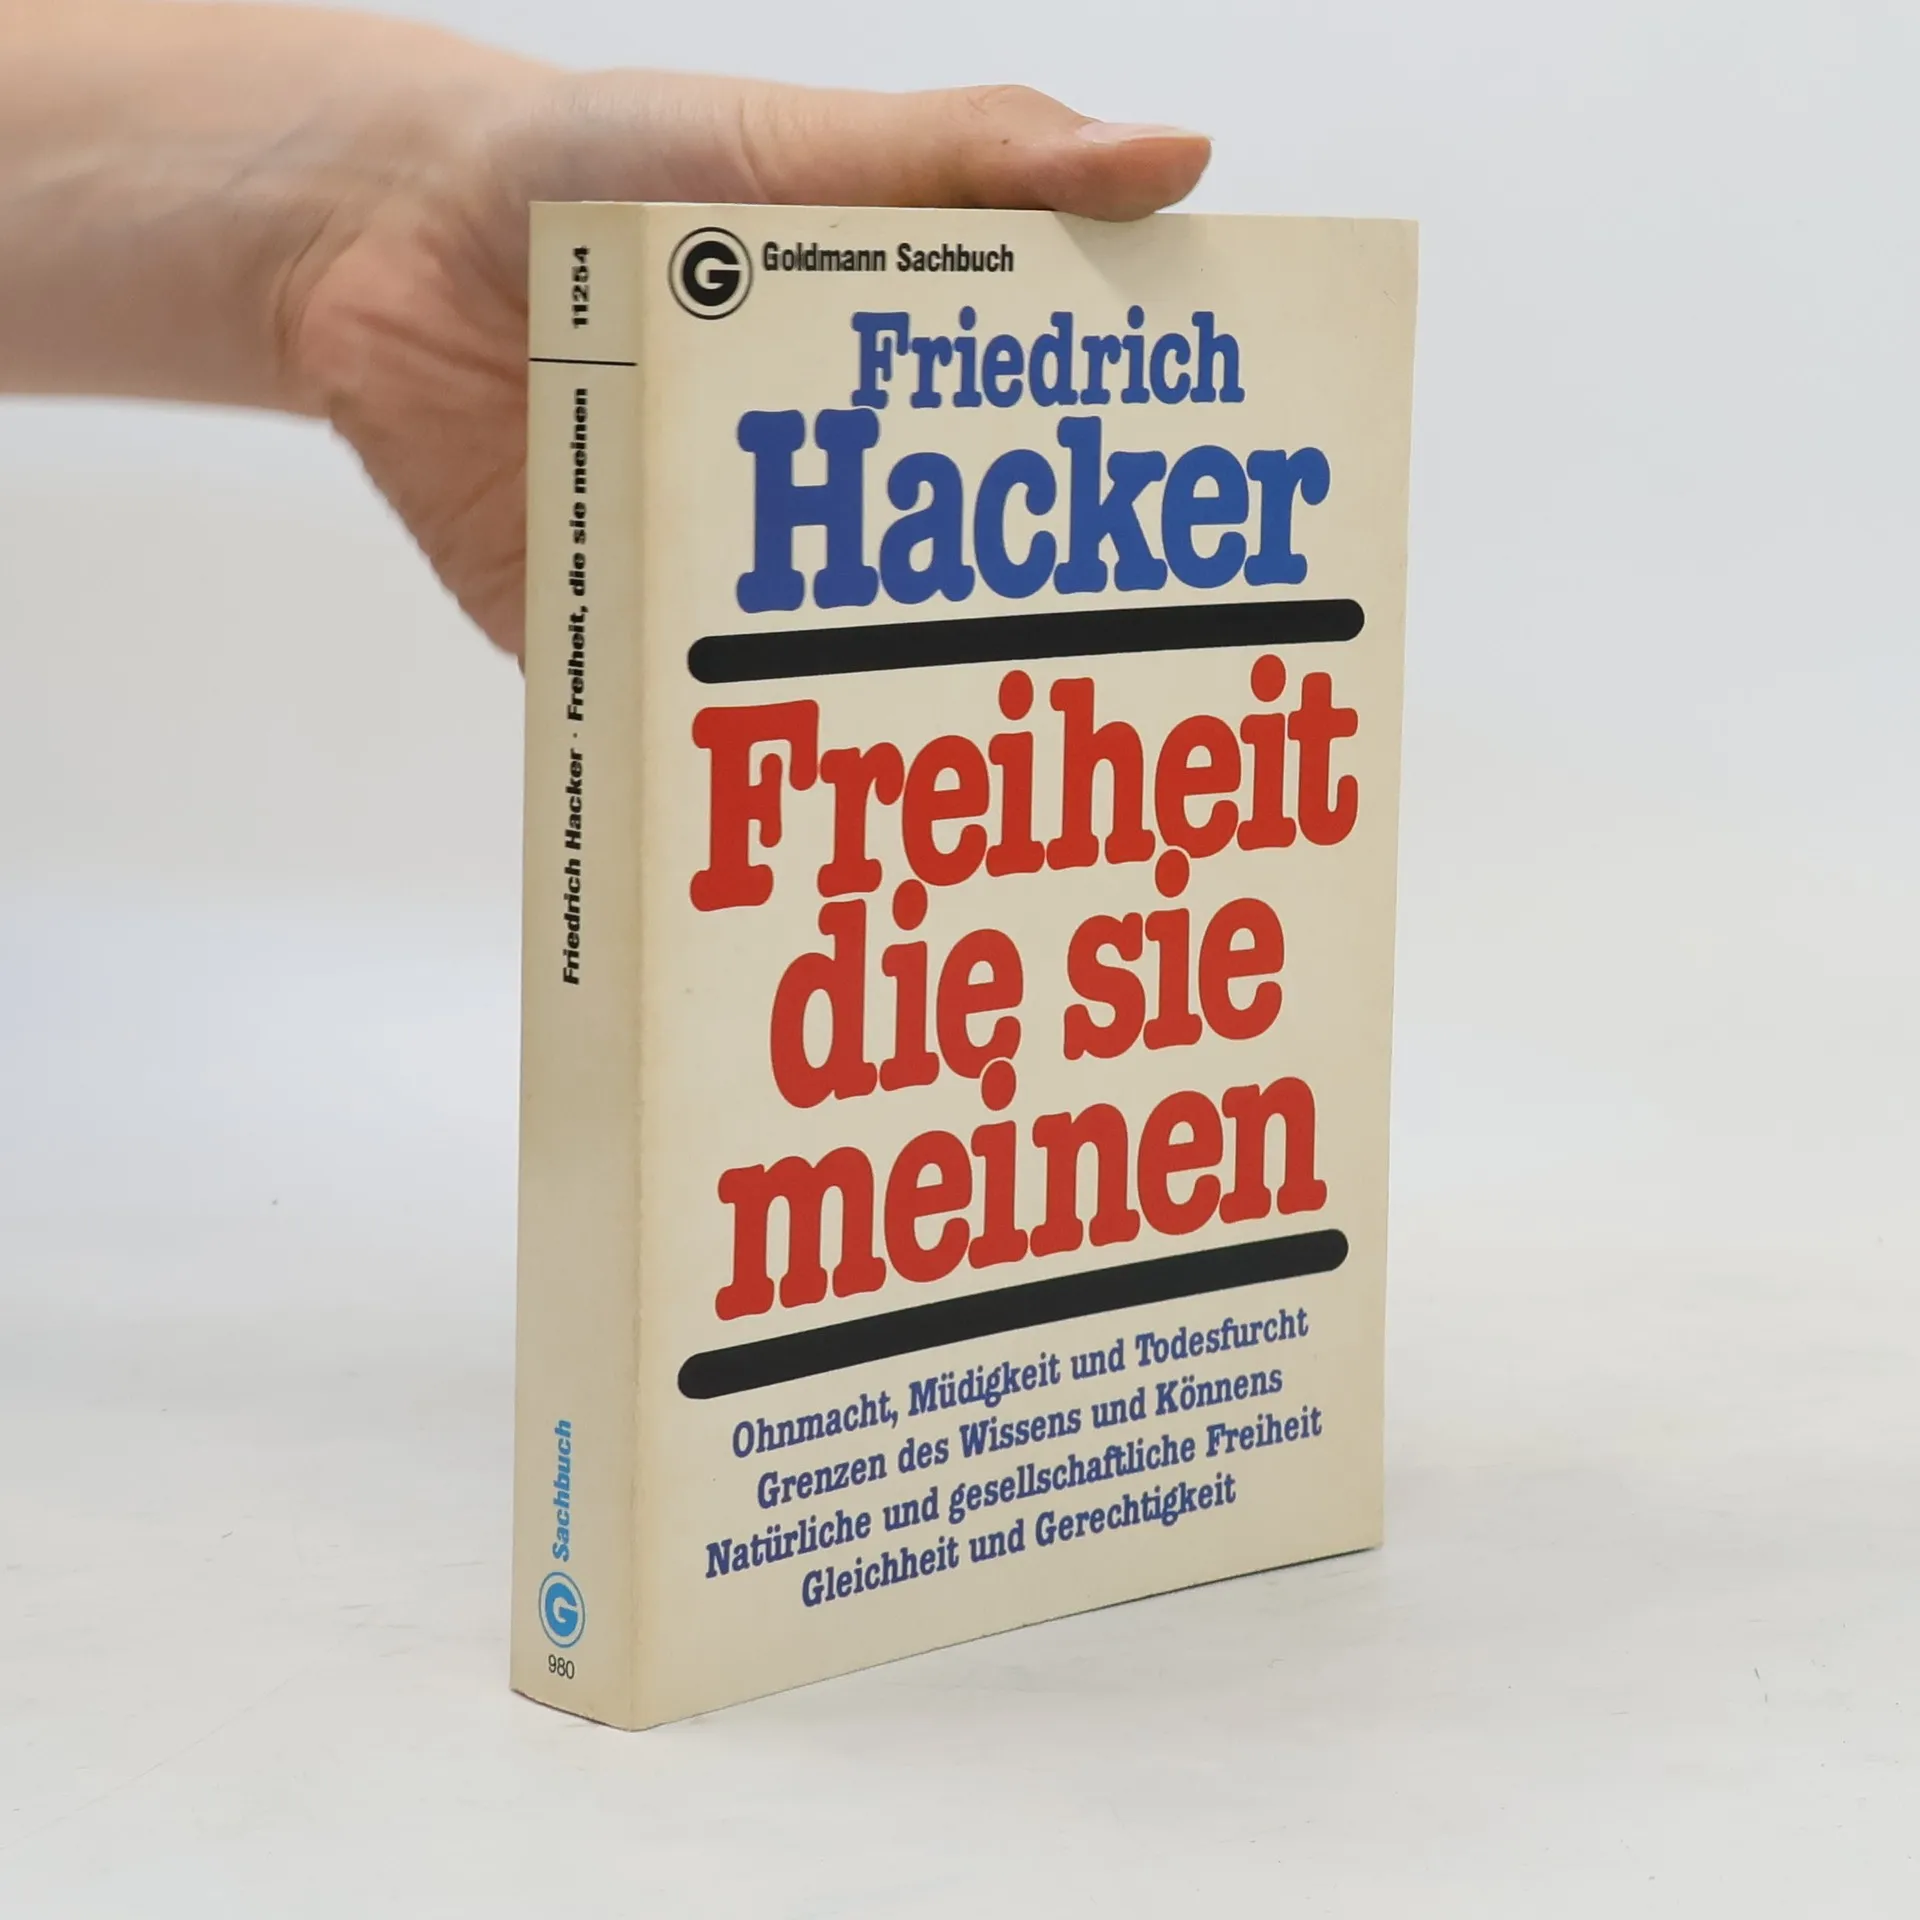 G Goldmann Sachbuch
Friedrich
Hacker
Freiheit
die sie
meinen
Ohnmacht, Müdigkeit und Todesfurcht
Grenzen des Wissens und Könnens
Natürliche und gesellschaftliche Freiheit
Gleichheit und Gerechtigkeit
11254
Friedrich Hacker · Freiheit, die sie meinen
G Sachbuch
980